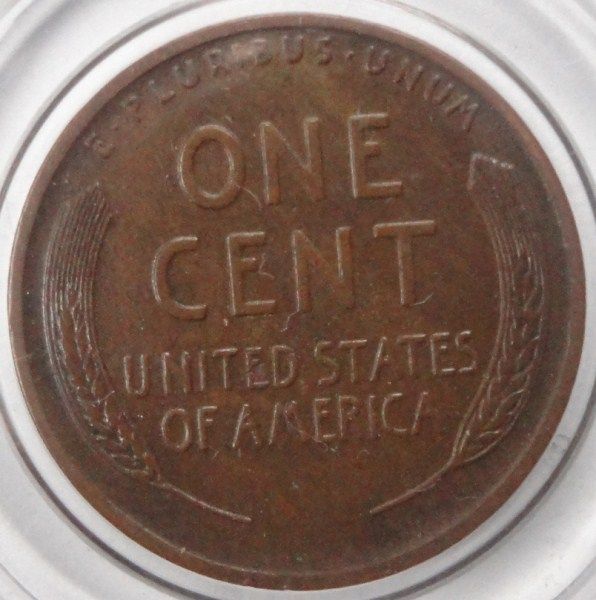 E·PLURIBUS·UNUM
ONE
CENT
UNITED STATES
OF AMERICA